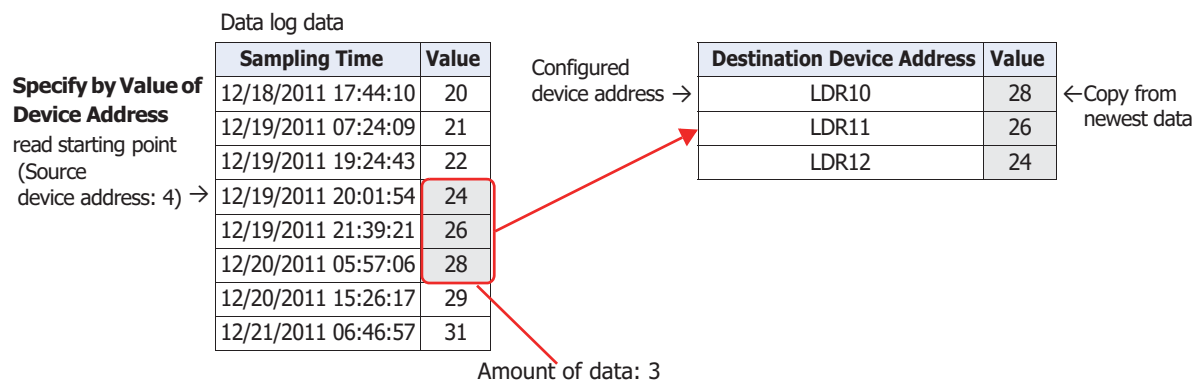 Data log data
Sampling Time Value
12/18/2011 17:44:10 20
12/19/2011 07:24:09 21
12/19/2011 19:24:43 22
12/19/2011 20:01:54 24
12/19/2011 21:39:21 26
12/20/2011 05:57:06 28
12/20/2011 15:26:17 29
12/21/2011 06:46:57 31
Specify by Value of
Device Address
read starting point
(Source
device address: 4) →
Amount of data: 3
Configured
device address →
Destination Device Address Value
LDR10 28
LDR11 26
LDR12 24
←Copy from
newest data